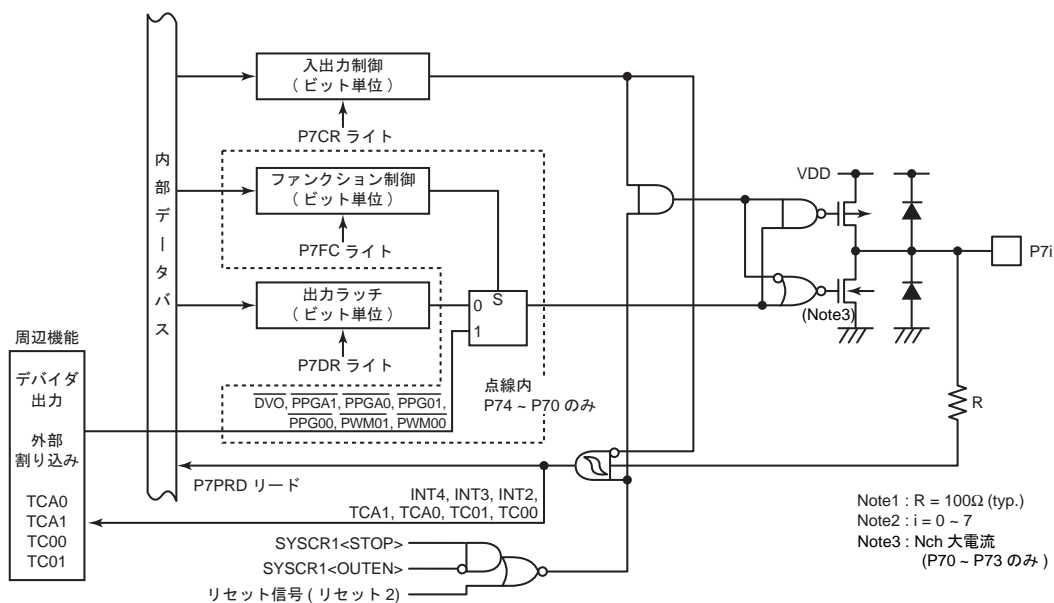 入出力制御
( ビット単位 )
P7CR ライト
内部データバス
ファンクション制御
( ビット単位 )
P7FC ライト
出力ラッチ
( ビット単位 )
P7DR ライト
S
0
1
VDD
P7i
(Note3)
R
点線内
P74 ~ P70 のみ
DVO, PPGA1, PPGA0, PPG01,
PPG00, PWM01, PWM00
周辺機能
デバイダ
出力
外部
割り込み
TCA0
TCA1
TC00
TC01
P7PRD リード
INT4, INT3, INT2,
TCA1, TCA0, TC01, TC00
SYSCR1<STOP>
SYSCR1<OUTEN>
リセット信号 ( リセット 2)
Note1 : R = 100Ω (typ.)
Note2 : i = 0 ~ 7
Note3 : Nch 大電流
(P70 ~ P73 のみ )